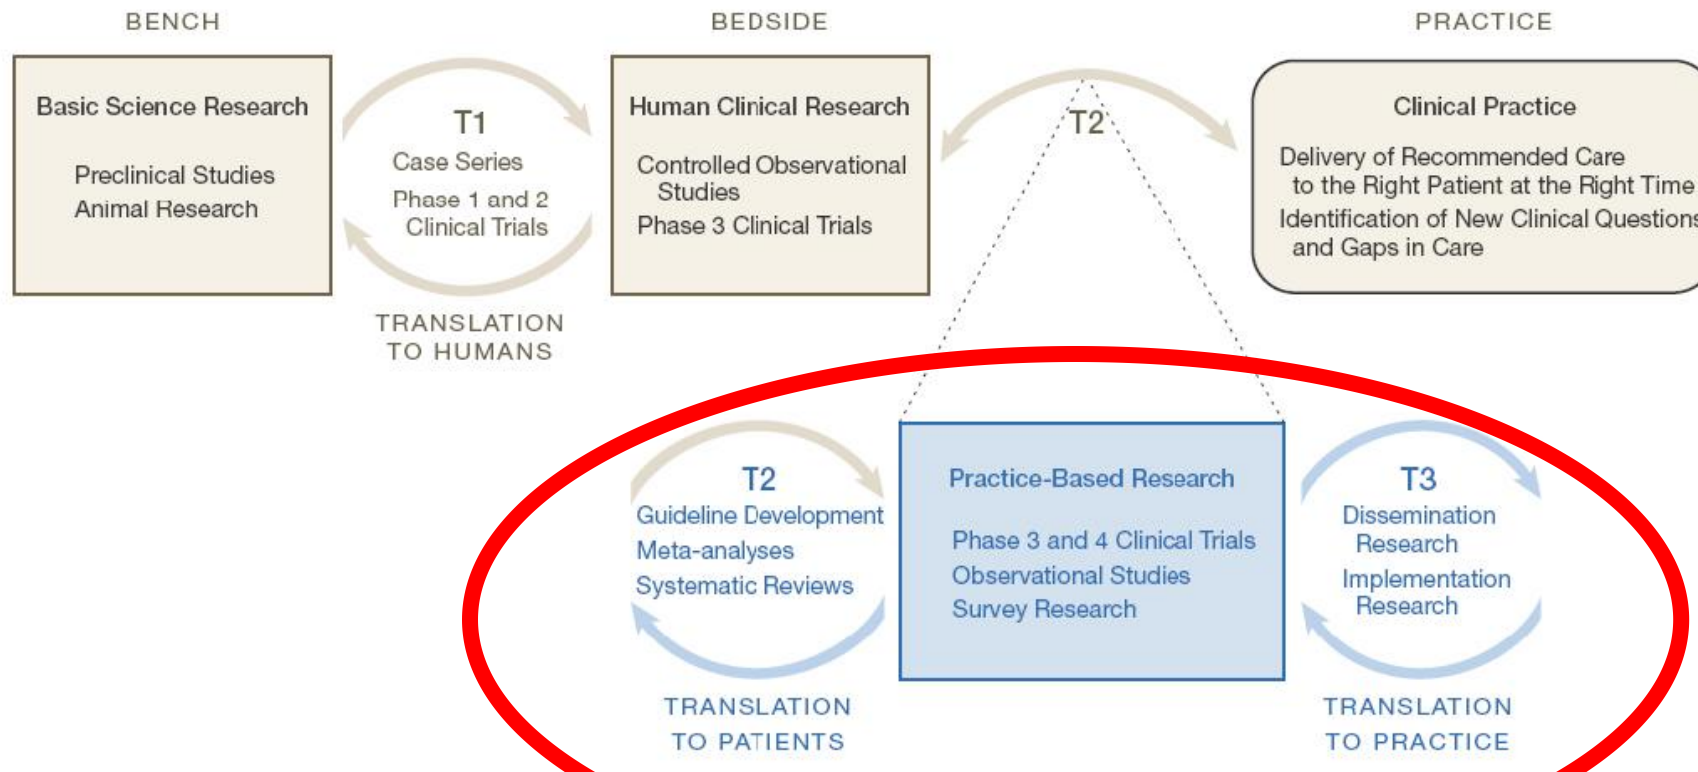 BENCH
BEDSIDE
PRACTICE
Basic Science Research
Preclinical Studies
Animal Research
T1
Case Series
Phase 1 and 2
Clinical Trials
TRANSLATION
TO HUMANS
Human Clinical Research
Controlled Observational
Studies
Phase 3 Clinical Trials
T2
Clinical Practice
Delivery of Recommended Care
to the Right Patient at the Right Time
Identification of New Clinical Questions
and Gaps in Care
T2
Guideline Development
Meta-analyses
Systematic Reviews
TRANSLATION
TO PATIENTS
Practice-Based Research
Phase 3 and 4 Clinical Trials
Observational Studies
Survey Research
T3
Dissemination
Research
Implementation
Research
TRANSLATION
TO PRACTICE